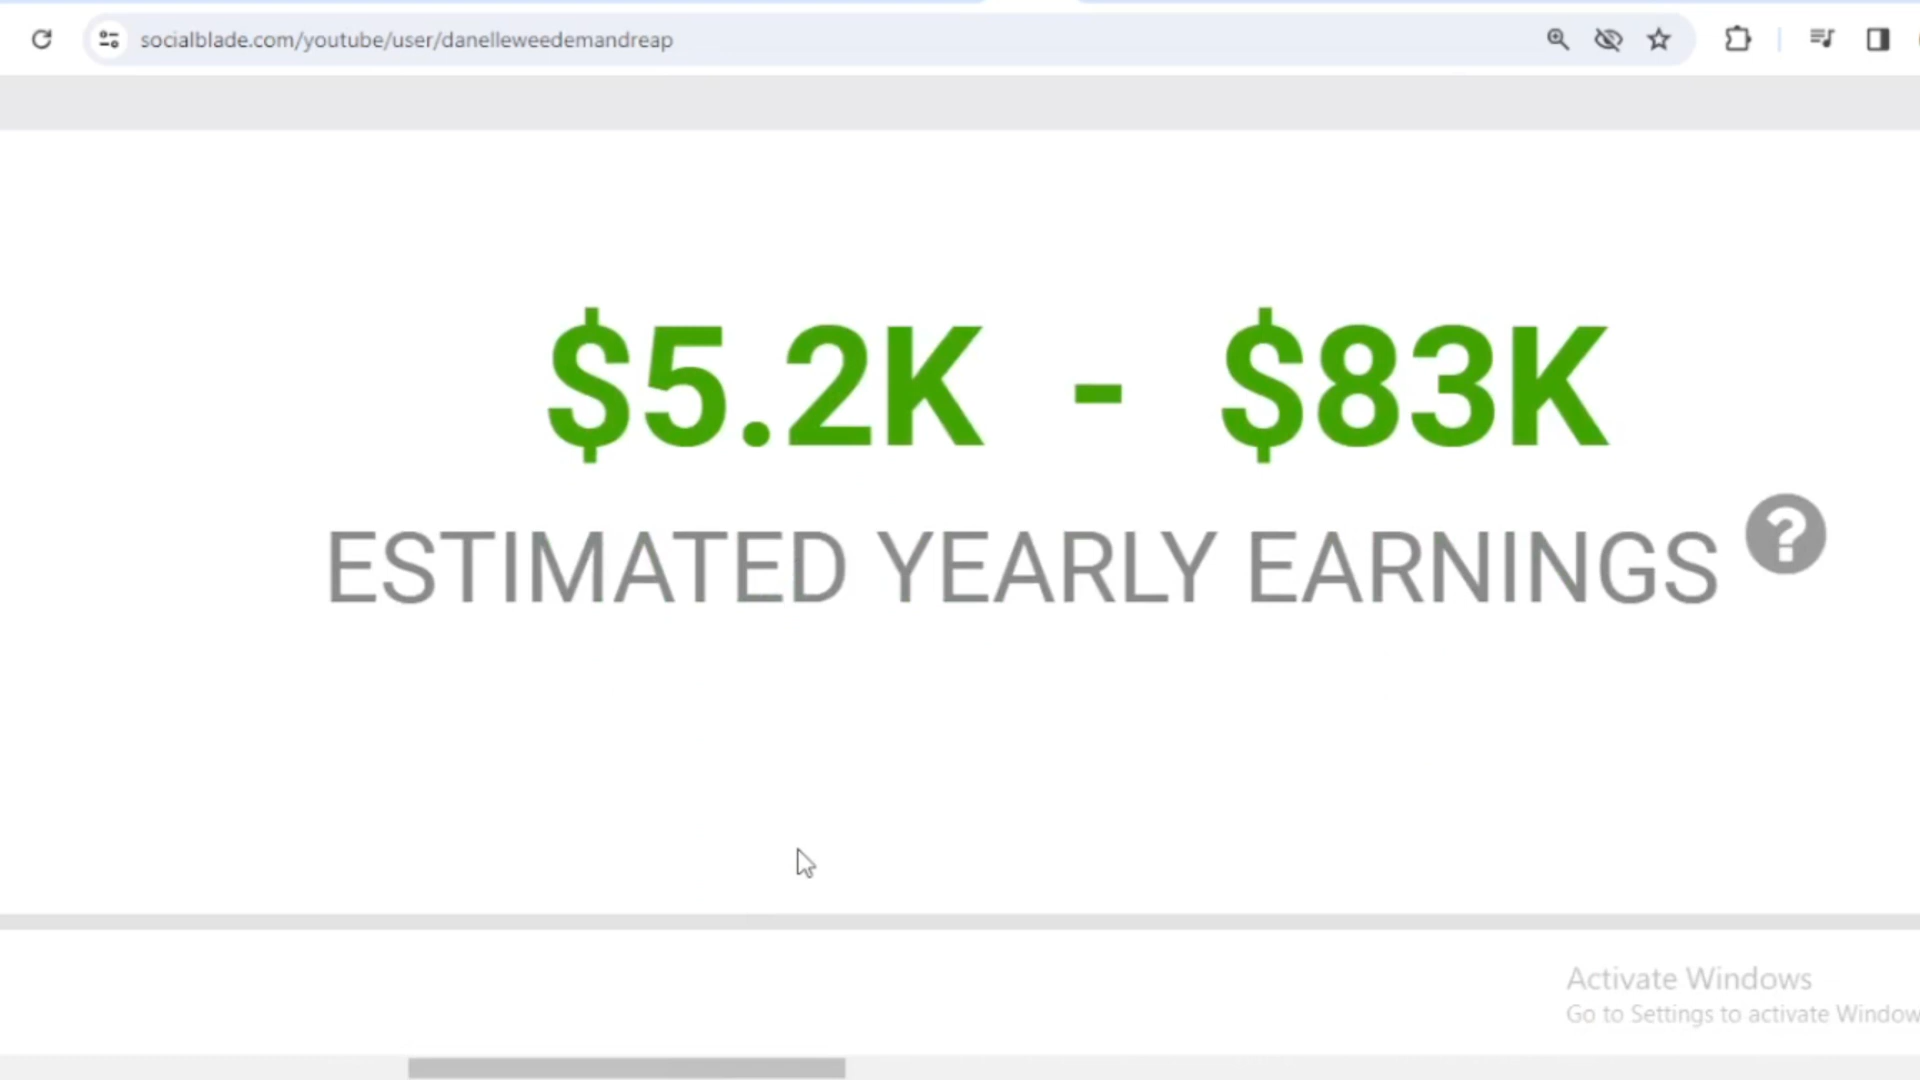 socialblade.com/youtube/user/danelleweedemandreap
$5.2K - $83K
ESTIMATED YEARLY EARNINGS ?
Activate Windows
Go to Settings to activate Window